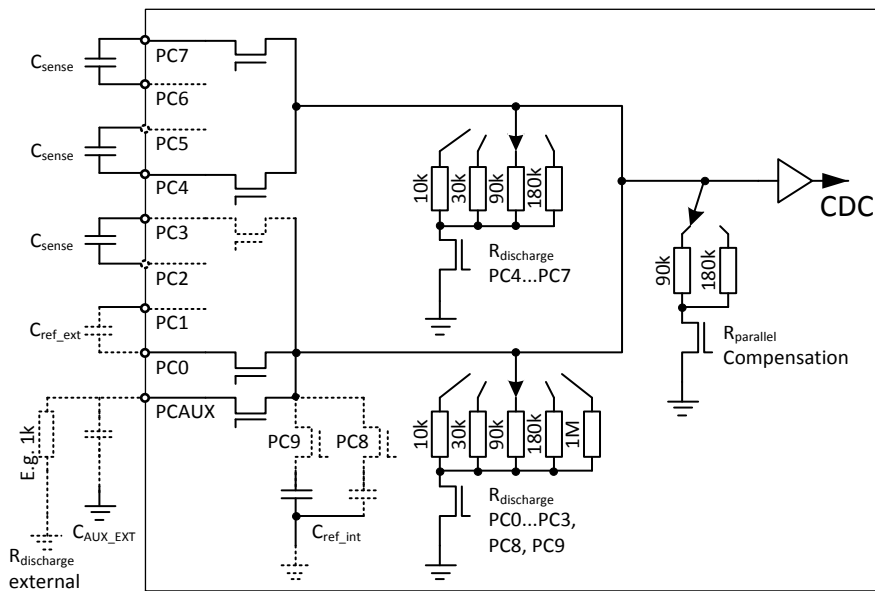 C_sense
PC7
PC6
C_sense
PC5
PC4
C_sense
PC3
PC2
C_ref_ext
PC1
PC0
PCAUX
E.g. 1k
C_AUX_EXT
R_discharge
external
PC9
PC8
C_ref_int
10k
30k
90k
180k
R_discharge
PC4...PC7
10k
30k
90k
180k
1M
R_discharge
PC0...PC3,
PC8, PC9
90k
180k
R_parallel
Compensation
CDC